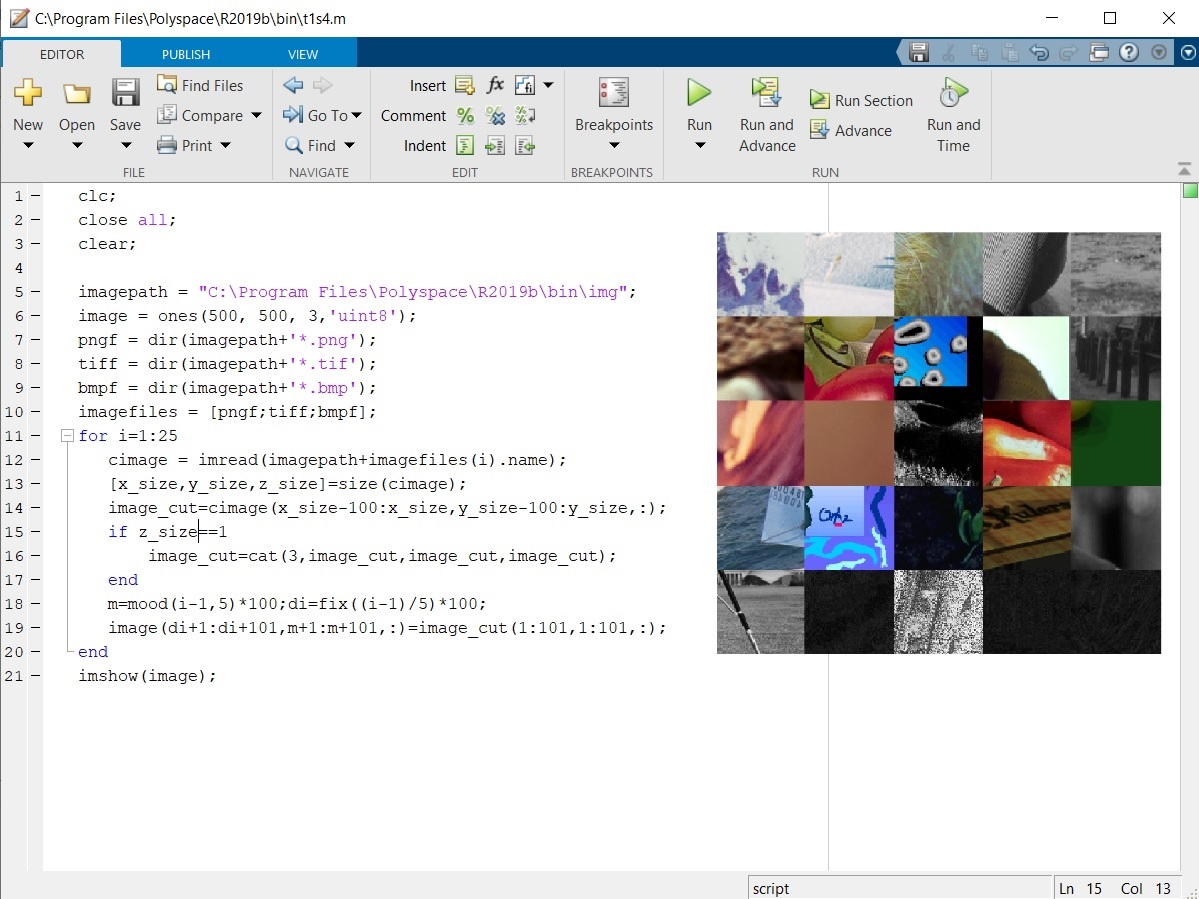 C:\Program Files\Polyspace\R2019b\bin\t1s4.m
EDITOR PUBLISH VIEW
New Open Save Find Files Compare Print
FILE
Go To Find
NAVIGATE
Insert fx
Comment
Indent
EDIT
Breakpoints
BREAKPOINTS
Run Run and Advance Run Section Advance Run and Time
RUN
1 clc;
2 close all;
3 clear;
4
5 imagepath = "C:\Program Files\Polyspace\R2019b\bin\img";
6 image = ones(500, 500, 3,'uint8');
7 pngf = dir(imagepath+'*.png');
8 tiff = dir(imagepath+'*.tif');
9 bmpf = dir(imagepath+'*.bmp');
10 imagefiles = [pngf;tiff;bmpf];
11 for i=1:25
12 cimage = imread(imagepath+imagefiles(i).name);
13 [x_size,y_size,z_size]=size(cimage);
14 image_cut=cimage(x_size-100:x_size,y_size-100:y_size,:);
15 if z_size==1
16 image_cut=cat(3,image_cut,image_cut,image_cut);
17 end
18 m=mood(i-1,5)*100;di=fix((i-1)/5)*100;
19 image(di+1:di+101,m+1:m+101,:)=image_cut(1:101,1:101,:);
20 end
21 imshow(image);
script
Ln 15 Col 13